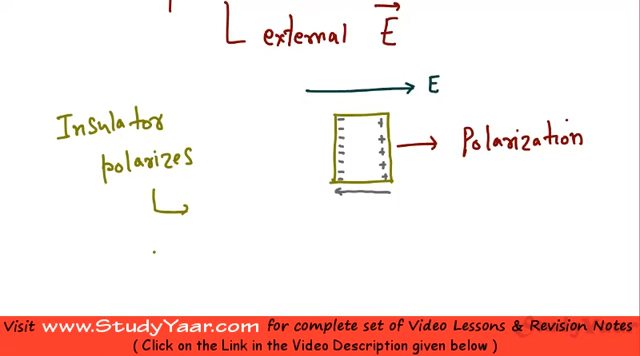 external E
E
Insulator
polarizes
Polarization
Visit www.StudyYaar.com for complete set of Video Lessons & Revision Notes
( Click on the Link in the Video Description given below )